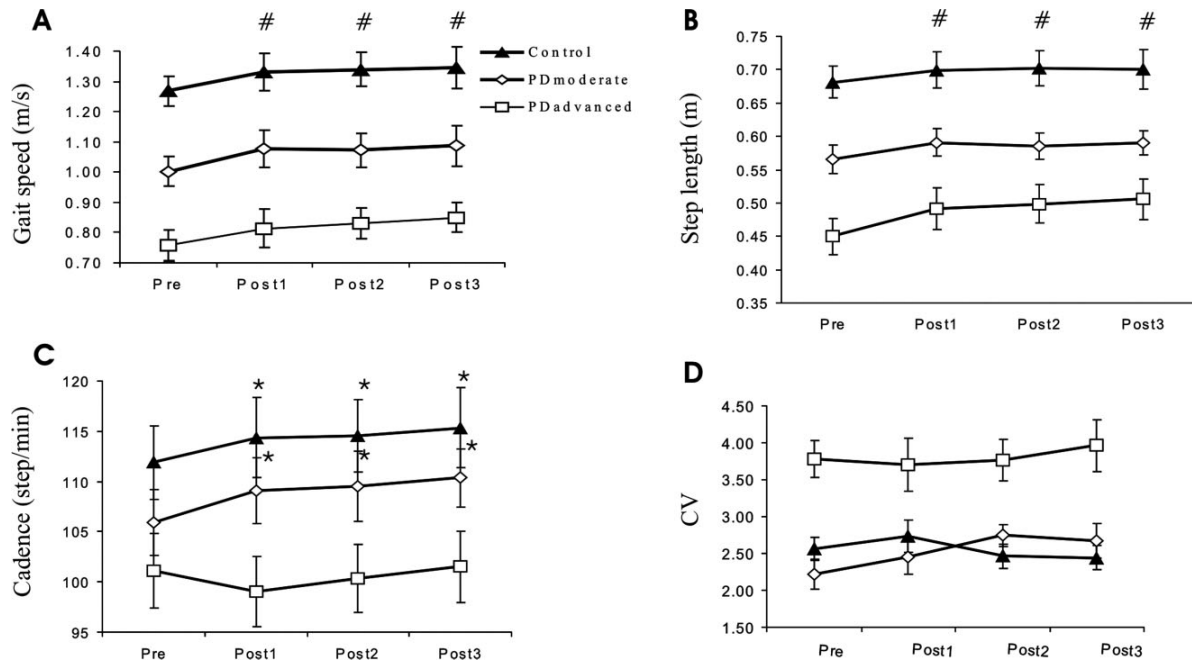 A
# # #
Gait speed (m/s)
1.40
1.30
1.20
1.10
1.00
0.90
0.80
0.70
Pre Post1 Post2 Post3
Control
PDmoderate
PDadvanced
B
# # #
Step length (m)
0.75
0.70
0.65
0.60
0.55
0.50
0.45
0.40
0.35
Pre Post1 Post2 Post3
C
Cadence (step/min)
120
115
110
105
100
95
* * *
* * *
Pre Post1 Post2 Post3
D
CV
4.50
4.00
3.50
3.00
2.50
2.00
1.50
Pre Post1 Post2 Post3